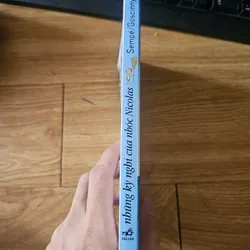 Sempé/Goscinny
những kỳ nghỉ của nhóc Nicolas